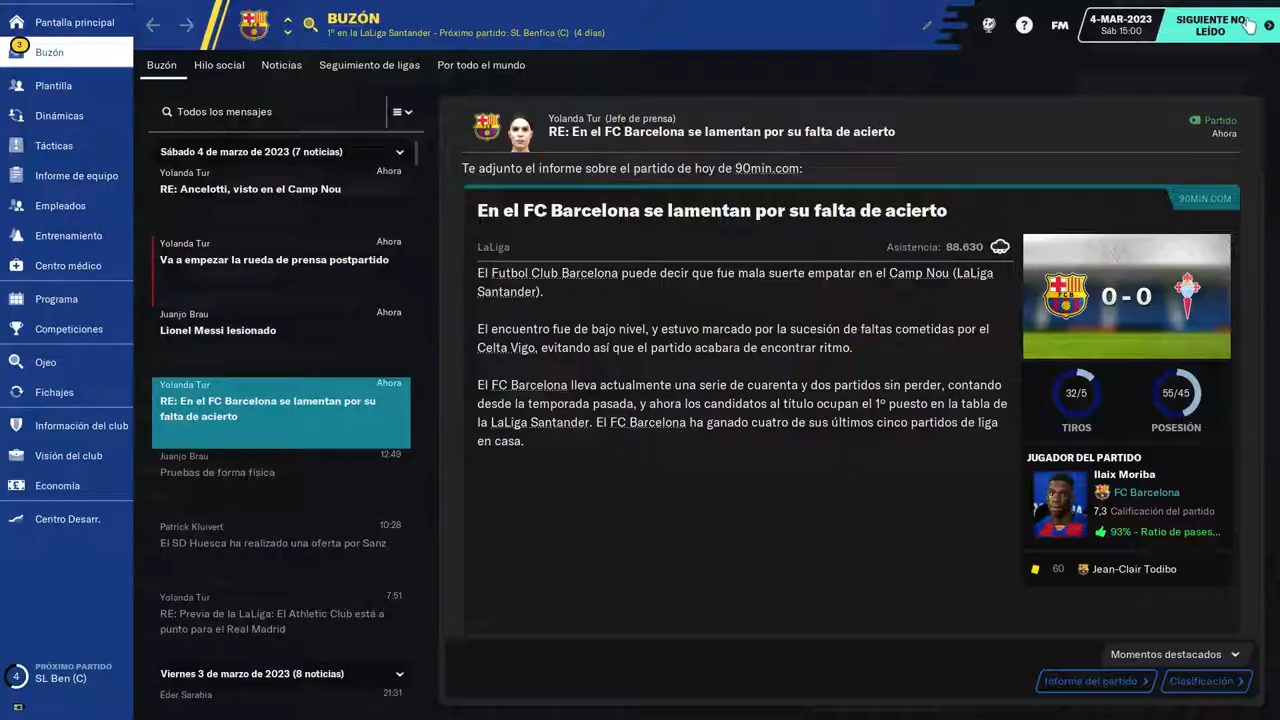 Pantalla principal
3
Buzón
Plantilla
Dinámicas
Tácticas
Informe de equipo
Empleados
Entrenamiento
Centro médico
Programa
Competiciones
Ojeo
Fichajes
Información del club
Visión del club
Economía
Centro Desarr.
4
PRÓXIMO PARTIDO
SL Ben (C)
BUZÓN
1º en la LaLiga Santander - Próximo partido: SL Benfica (C) (4 días)
FM
4-MAR-2023
Sáb 15:00
SIGUIENTE NO
LEÍDO
Buzón
Hilo social
Noticias
Seguimiento de ligas
Por todo el mundo
Todos los mensajes
Sábado 4 de marzo de 2023 (7 noticias)
Yolanda Tur
Ahora
RE: Ancelotti, visto en el Camp Nou
Yolanda Tur
Ahora
Va a empezar la rueda de prensa postpartido
Juanjo Brau
Ahora
Lionel Messi lesionado
Yolanda Tur
Ahora
RE: En el FC Barcelona se lamentan por su
falta de acierto
Juanjo Brau
12:49
Pruebas de forma física
Patrick Kluivert
10:28
El SD Huesca ha realizado una oferta por Sanz
Yolanda Tur
7:51
RE: Previa de la LaLiga: El Athletic Club está a
punto para el Real Madrid
Viernes 3 de marzo de 2023 (8 noticias)
Éder Sarabia
21:31
Yolanda Tur (Jefe de prensa)
RE: En el FC Barcelona se lamentan por su falta de acierto
Partido
Ahora
Te adjunto el informe sobre el partido de hoy de 90min.com:
90MIN.COM
En el FC Barcelona se lamentan por su falta de acierto
LaLiga
Asistencia: 88.630
El Futbol Club Barcelona puede decir que fue mala suerte empatar en el Camp Nou (LaLiga
Santander).
El encuentro fue de bajo nivel, y estuvo marcado por la sucesión de faltas cometidas por el
Celta Vigo, evitando así que el partido acabara de encontrar ritmo.
El FC Barcelona lleva actualmente una serie de cuarenta y dos partidos sin perder, contando
desde la temporada pasada, y ahora los candidatos al título ocupan el 1º puesto en la tabla de
la LaLiga Santander. El FC Barcelona ha ganado cuatro de sus últimos cinco partidos de liga
en casa.
0-0
32/5
TIROS
55/45
POSESIÓN
JUGADOR DEL PARTIDO
Ilaix Moriba
FC Barcelona
7,3 Calificación del partido
93% - Ratio de pases...
60
Jean-Clair Todibo
Momentos destacados
Informe del partido
Clasificación